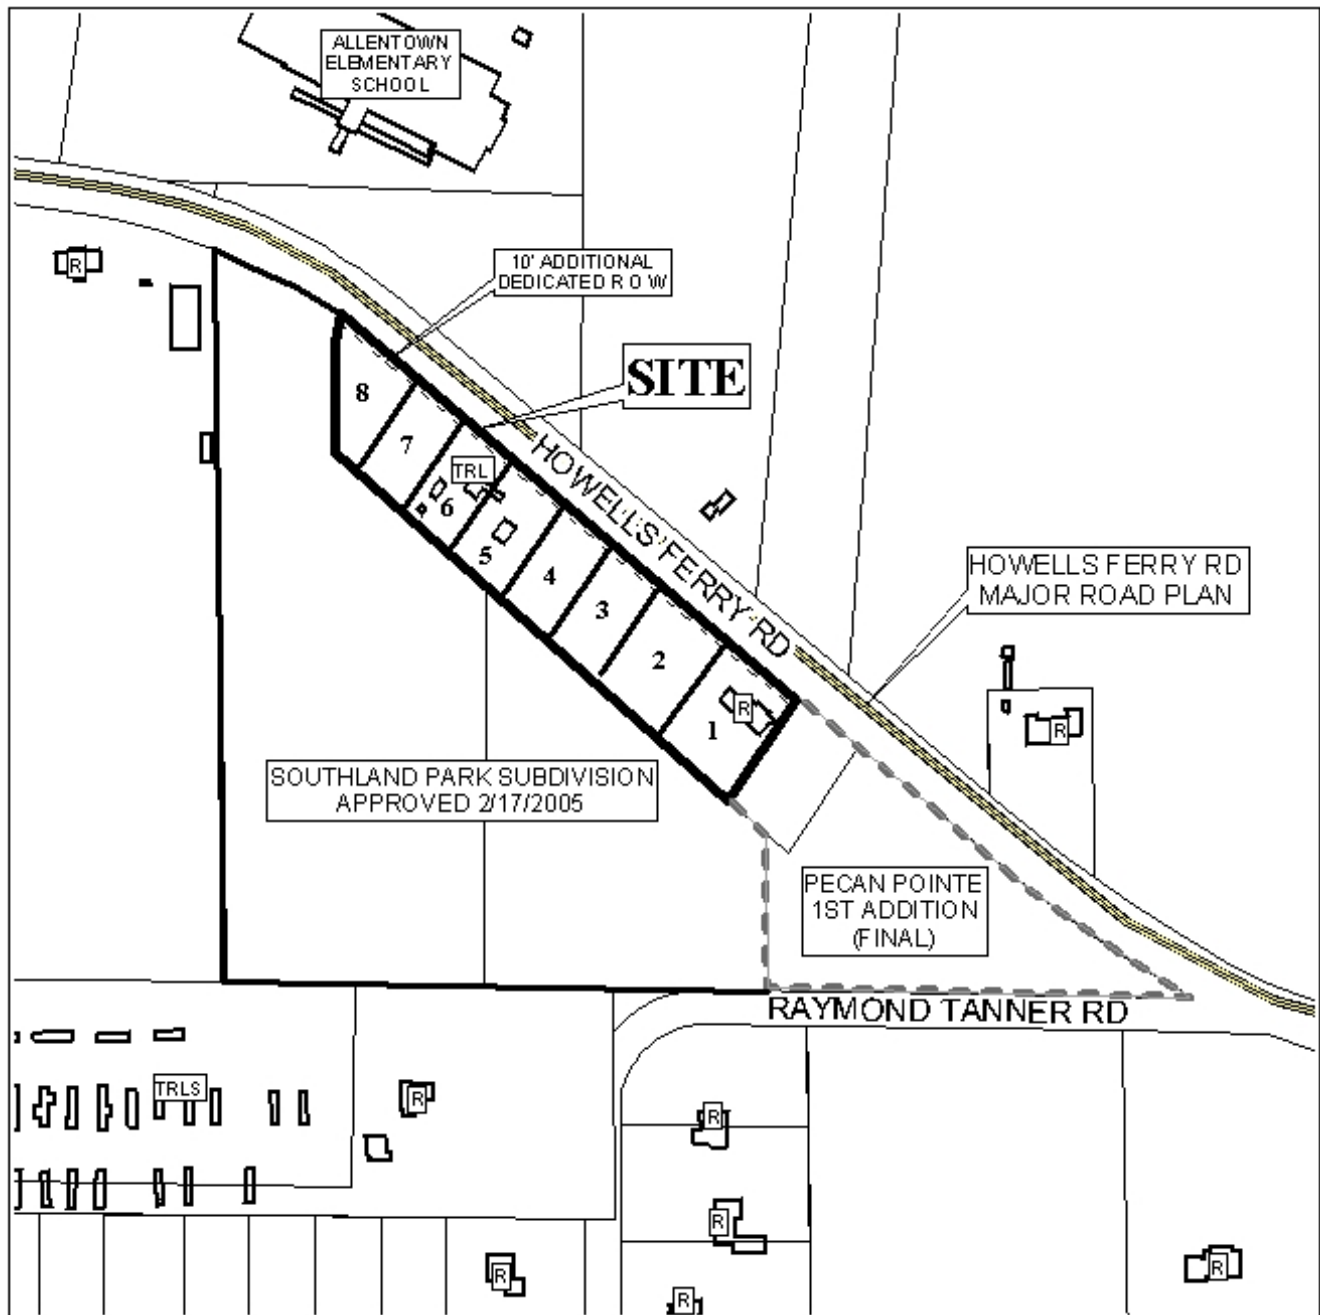 ALLENTOWN
ELEMENTARY
SCHOOL
R
10' ADDITIONAL
DEDICATED R O W
SITE
8
7
TRL
6
5
4
3
2
1
R
HOWELLS FERRY RD
HOWELLS FERRY RD
MAJOR ROAD PLAN
R
SOUTHLAND PARK SUBDIVISION
APPROVED 2/17/2005
PECAN POINTE
1ST ADDITION
(FINAL)
RAYMOND TANNER RD
TRLS
R
R
R
R
R
R